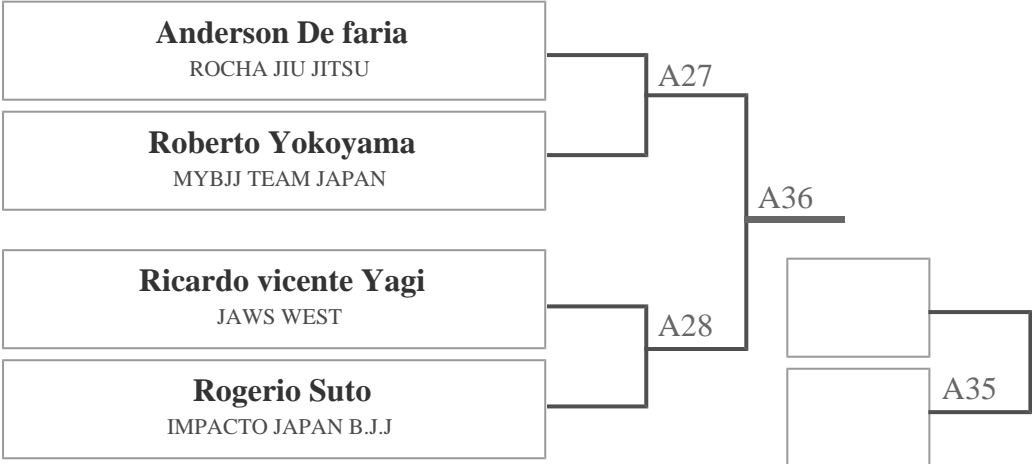 Anderson De faria
ROCHA JIU JITSU
A27
Roberto Yokoyama
MYBJJ TEAM JAPAN
A36
Ricardo vicente Yagi
JAWS WEST
A28
Rogerio Suto
IMPACTO JAPAN B.J.J
A35